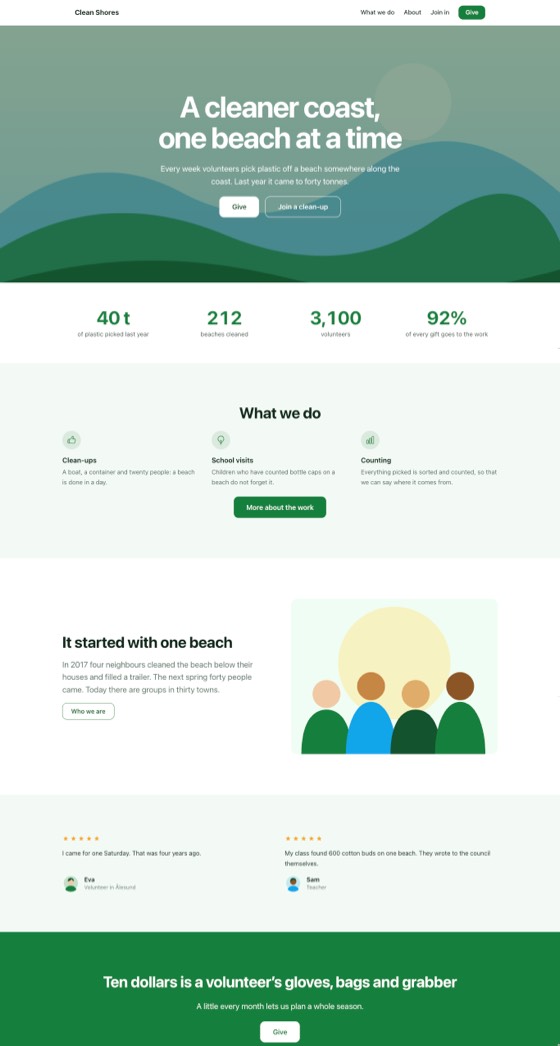 Clean Shores
What we do
About
Join in
Give
A cleaner coast,
one beach at a time
Every week volunteers pick plastic off a beach somewhere along the
coast. Last year it came to forty tonnes.
Give
Join a clean-up
40 t
212
3,100
92%
of plastic picked last year
beaches cleaned
volunteers
of every gift goes to the work
What we do
Clean-ups
A boat, a container and twenty people: a beach
is done in a day.
School visits
Children who have counted bottle caps on a
beach do not forget it.
Counting
Everything picked is sorted and counted, so that
we can say where it comes from.
More about the work
It started with one beach
In 2017 four neighbours cleaned the beach below their
houses and filled a trailer. The next spring forty people
came. Today there are groups in thirty towns.
Who we are
★★★★★
I came for one Saturday. That was four years ago.
Eva
Volunteer in Ålesund
★★★★★
My class found 600 cotton buds on one beach. They wrote to the council
themselves.
Sam
Teacher
Ten dollars is a volunteer's gloves, bags and grabber
A little every month lets us plan a whole season.
Give